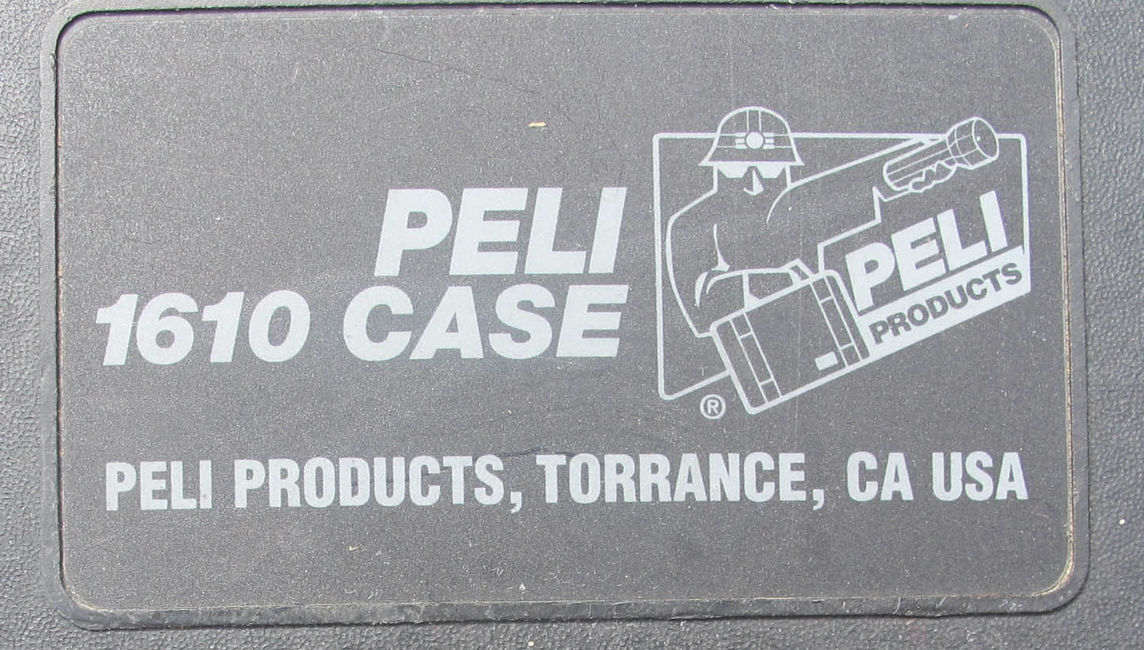 PELI
1610 CASE
PELI
PRODUCTS
®
PELI PRODUCTS, TORRANCE, CA USA